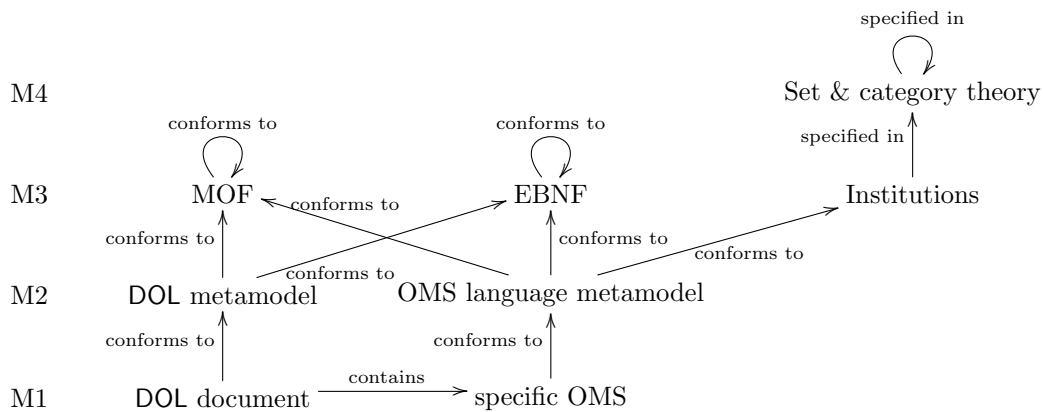 specified in
M4 Set & category theory
conforms to conforms to specified in
M3 MOF EBNF Institutions
conforms to
conforms to conforms to conforms to
conforms to
M2 DOL metamodel OMS language metamodel
conforms to conforms to
contains
M1 DOL document specific OMS